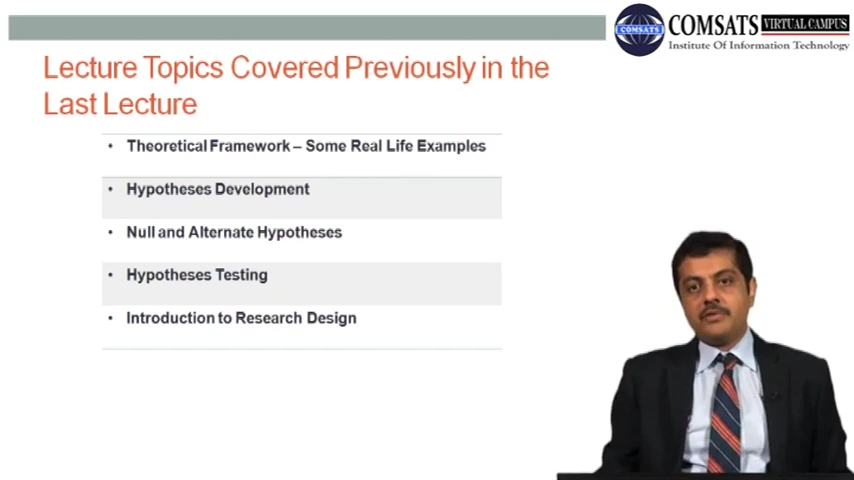 COMSATS VIRTUAL CAMPUS
Institute Of Information Technology
COMSATS
Lecture Topics Covered Previously in the
Last Lecture
• Theoretical Framework – Some Real Life Examples
• Hypotheses Development
• Null and Alternate Hypotheses
• Hypotheses Testing
• Introduction to Research Design